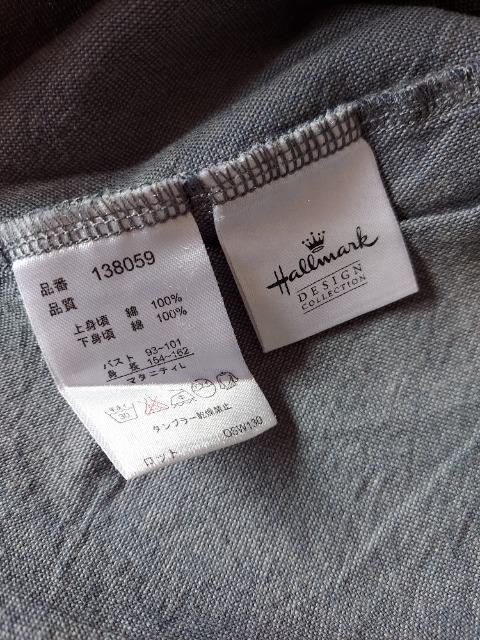 品番 138059
品質
上身頃 綿 100%
下身頃 綿 100%
バスト 93-101
身長 154-162
マタニティL
30
タンブラー乾燥禁止
ロット OSW130
Hallmark
DESIGN
COLLECTION